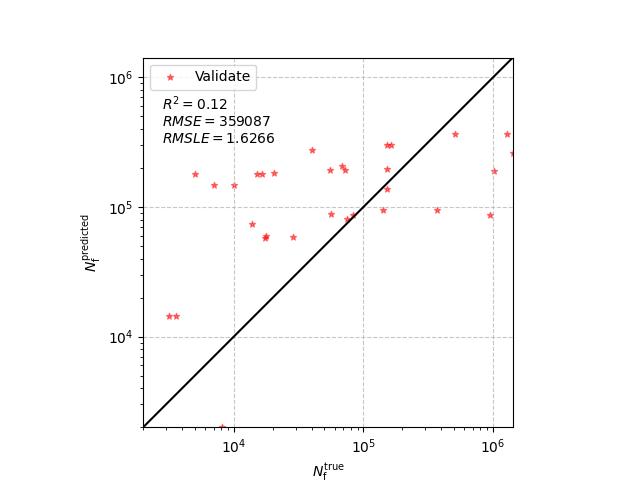 Validate
R² = 0.12
RMSE = 359087
RMSLE = 1.6266
10⁶
10⁵
10⁴
N_f^predicted
10⁴ 10⁵ 10⁶
N_f^true